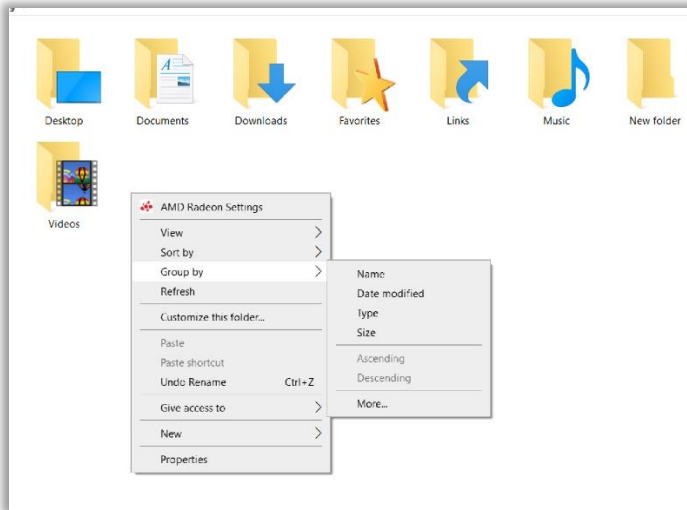 Desktop
Documents
Downloads
Favorites
Links
Music
New folder
Videos
AMD Radeon Settings
View
Sort by
Group by
Refresh
Customize this folder...
Paste
Paste shortcut
Undo Rename Ctrl+Z
Give access to
New
Properties
Name
Date modified
Type
Size
Ascending
Descending
More...